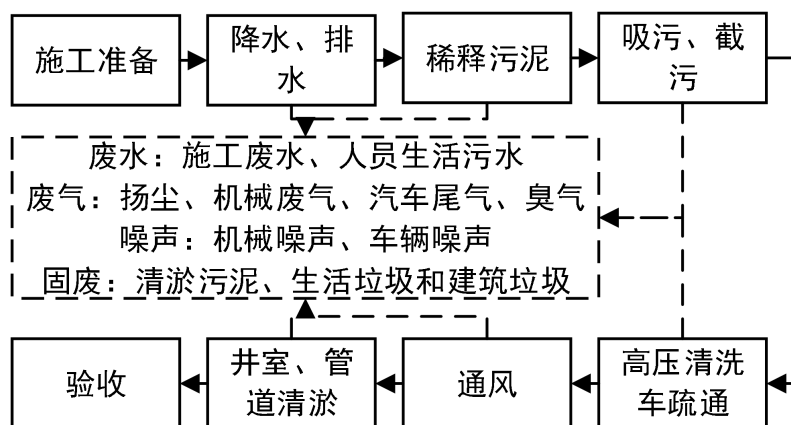 施工准备
降水、排
水
稀释污泥
吸污、截
污
废水：施工废水、人员生活污水
废气：扬尘、机械废气、汽车尾气、臭气
噪声：机械噪声、车辆噪声
固废：清淤污泥、生活垃圾和建筑垃圾
验收
井室、管
道清淤
通风
高压清洗
车疏通